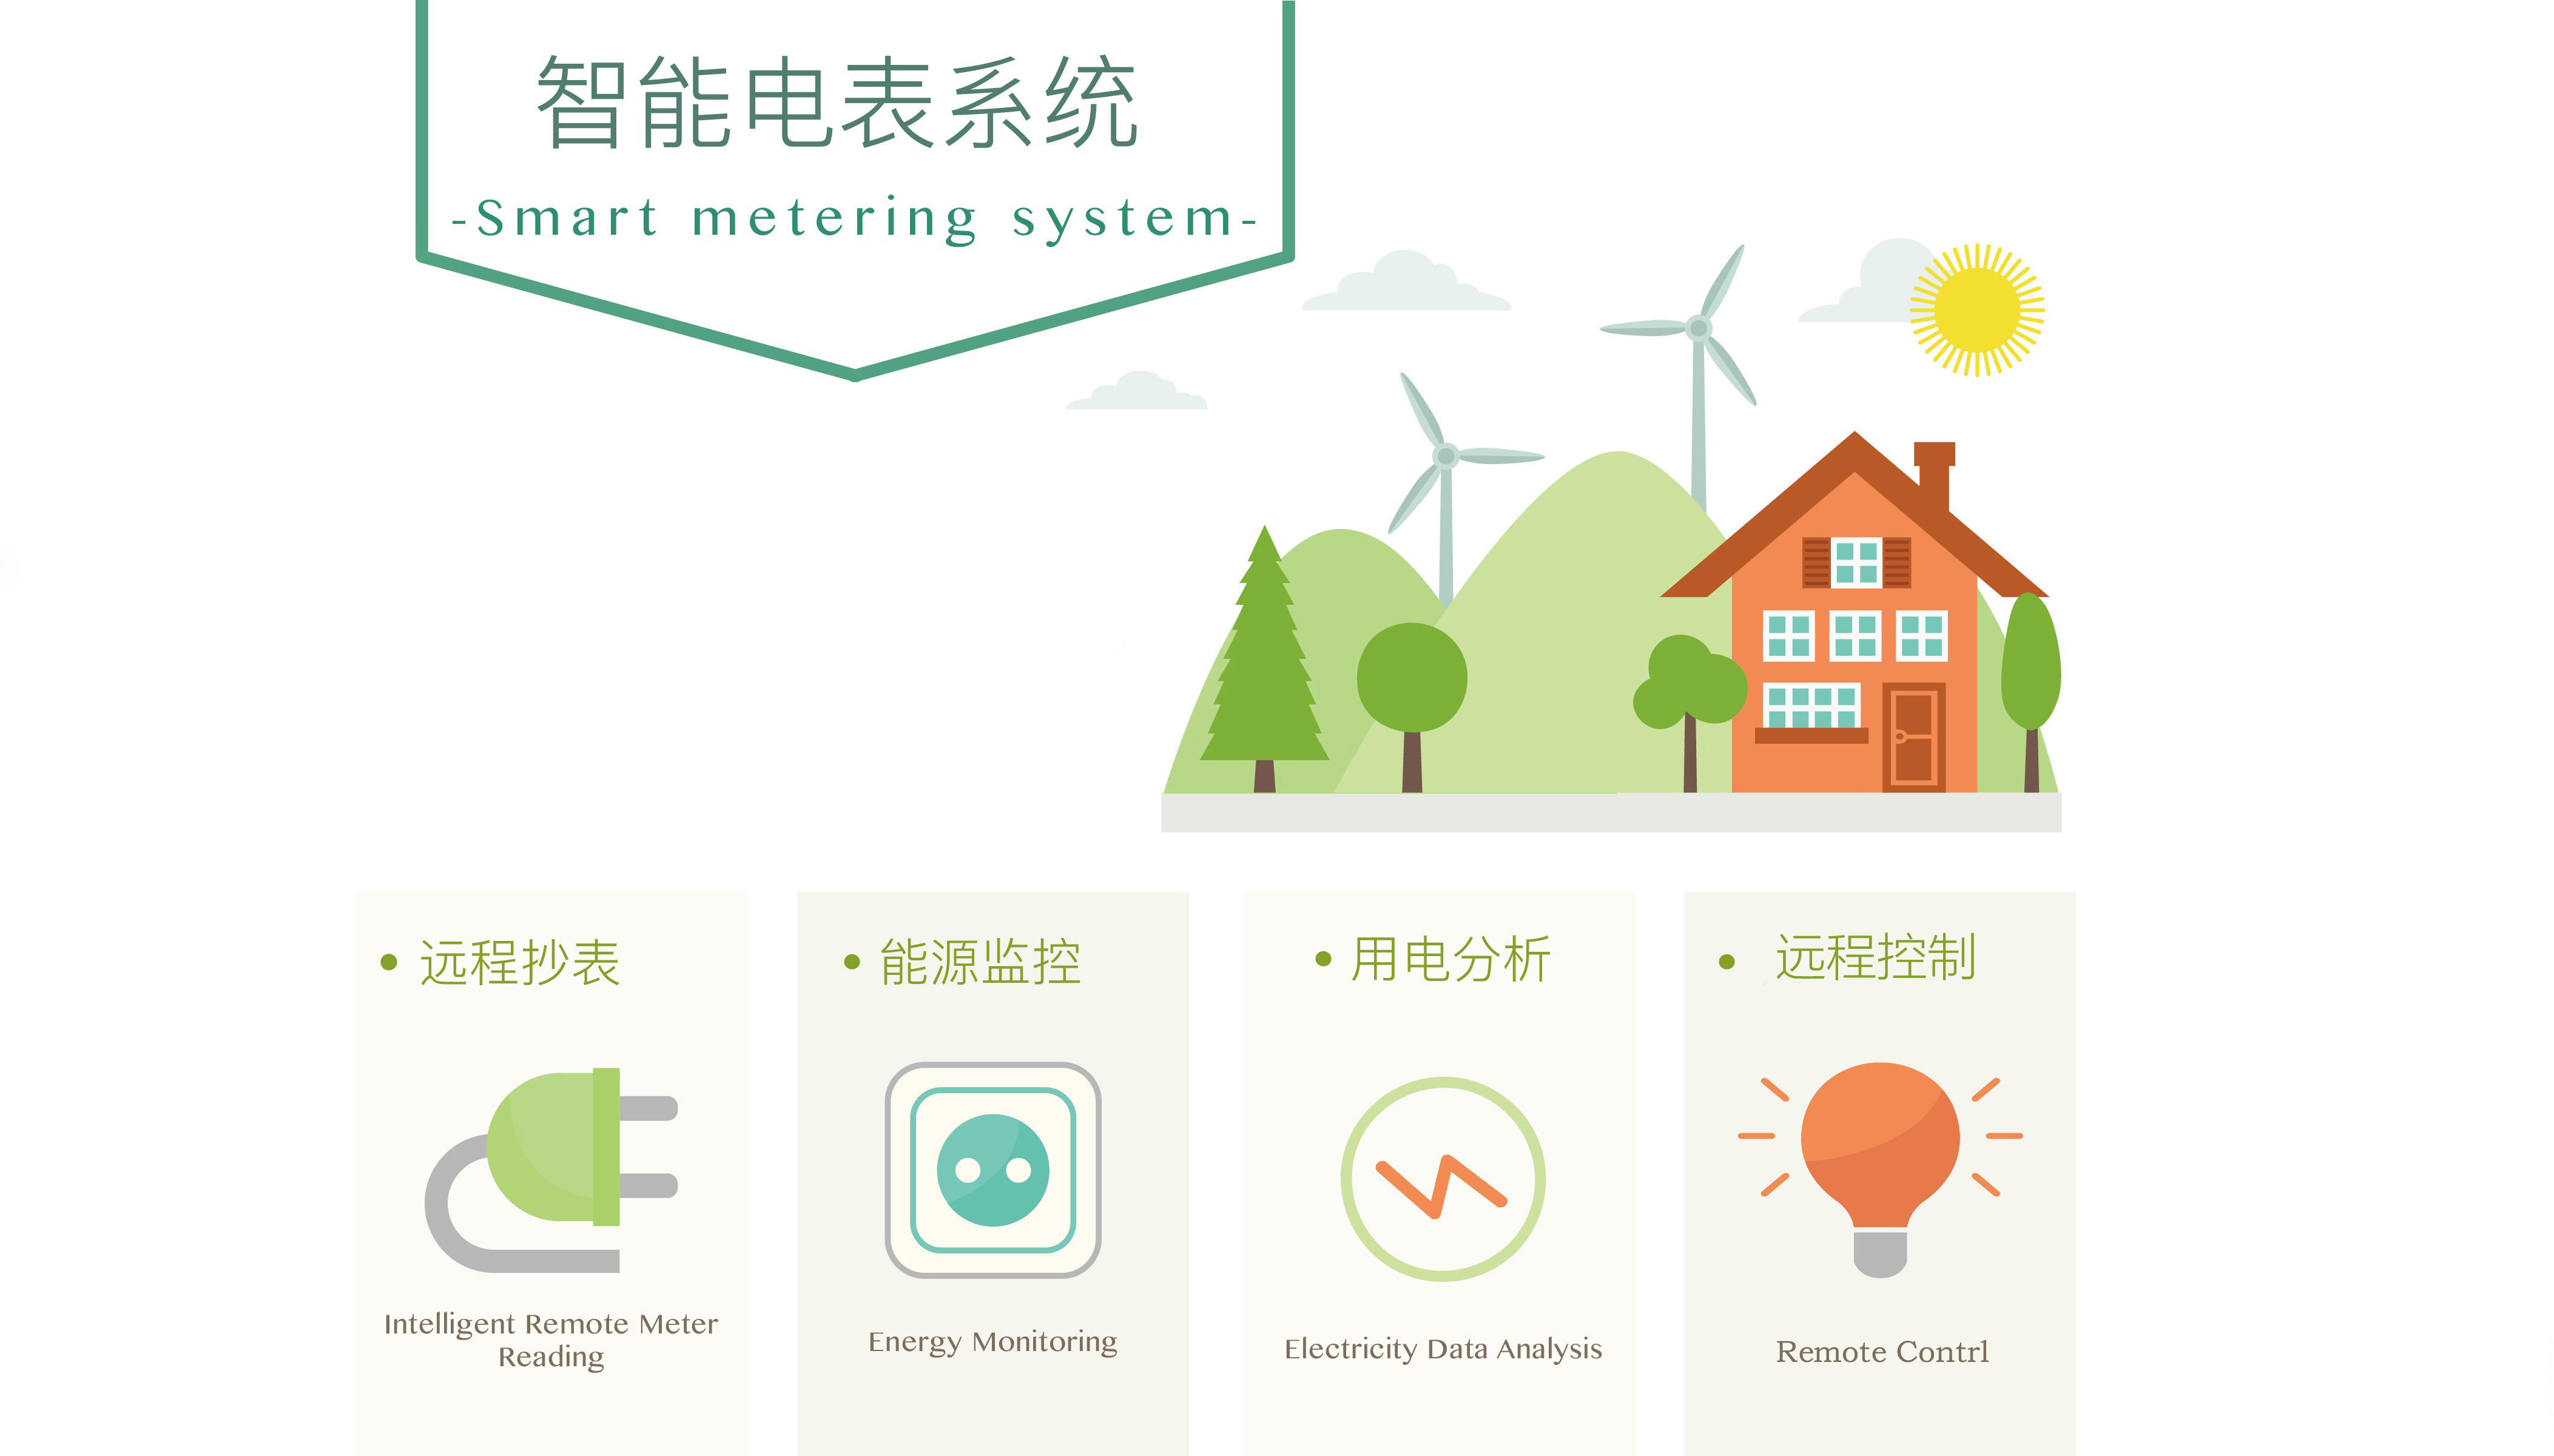 智能电表系统
-Smart metering system-
• 远程抄表
• 能源监控
• 用电分析
• 远程控制
Intelligent Remote Meter
Reading
Energy Monitoring
Electricity Data Analysis
Remote Contrl